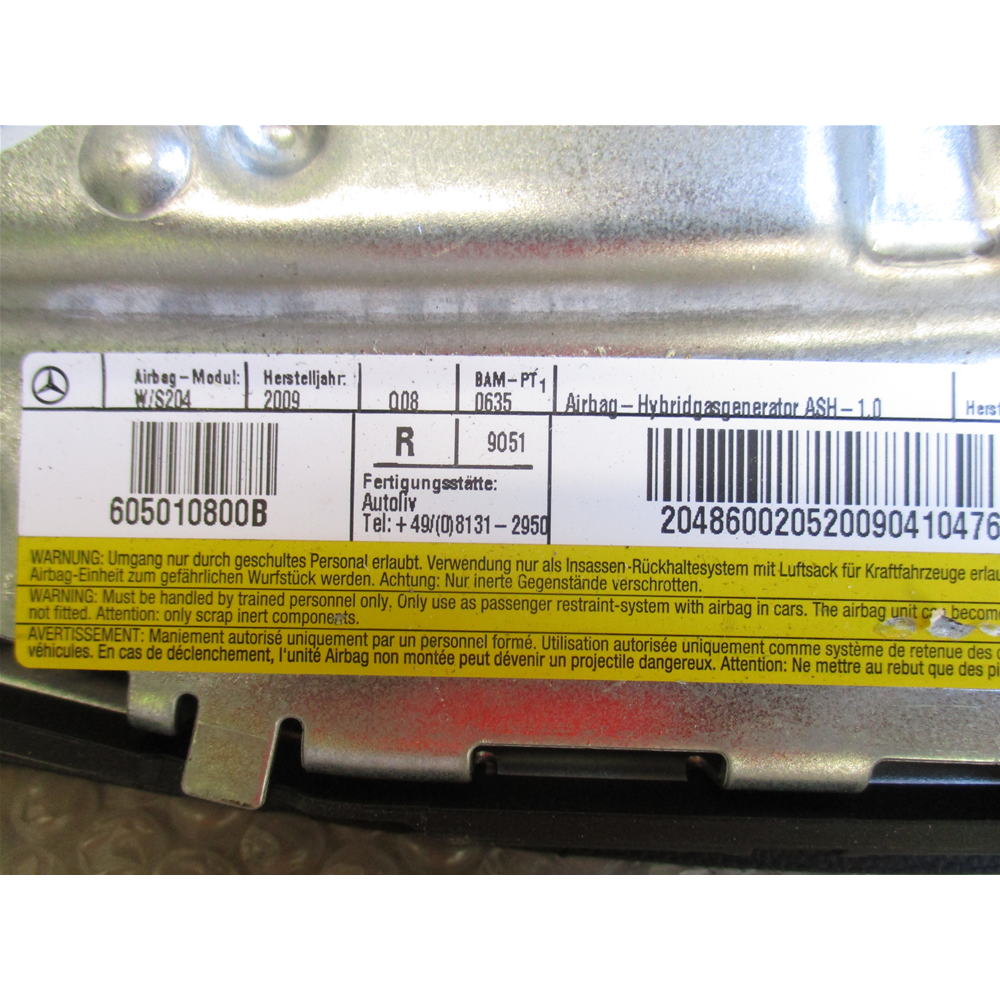 Airbag-Modul: Herstelljahr: BAM-PT1
W/S204 2009 Q08 0635 Airbag-Hybridgasgenerator ASH-1.0 Herst
R 9051
605010800B
Fertigungsstätte:
Autoliv
Tel: +49/(0)8131-2950
204860020520090410476
WARNUNG: Umgang nur durch geschultes Personal erlaubt. Verwendung nur als Insassen-Rückhaltesystem mit Luftsack für Kraftfahrzeuge erlau
Airbag-Einheit zum gefährlichen Wurfstück werden. Achtung: Nur inerte Gegenstände verschrotten.
WARNING: Must be handled by trained personnel only. Only use as passenger restraint-system with airbag in cars. The airbag unit can become
not fitted. Attention: only scrap inert components.
AVERTISSEMENT: Maniement autorisé uniquement par un personnel formé. Utilisation autorisée uniquement comme système de retenue des
véhicules. En cas de déclenchement, l'unité Airbag non montée peut dévenir un projectile dangereux. Attention: Ne mettre au rebut que des